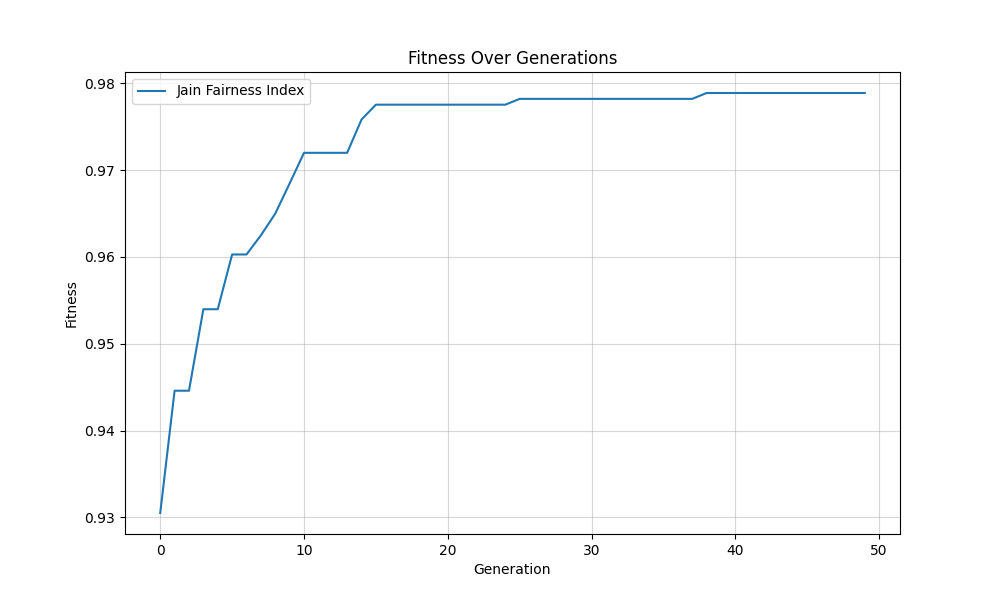 Fitness Over Generations
Jain Fairness Index
0.98
0.97
0.96
0.95
0.94
0.93
Fitness
0 10 20 30 40 50
Generation